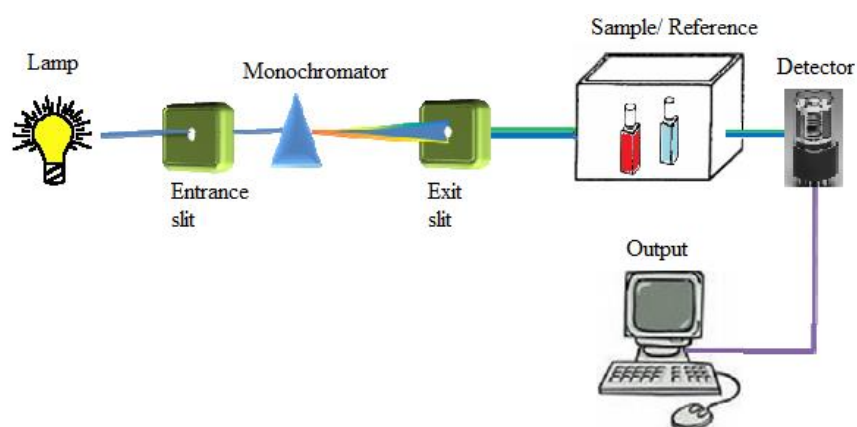 Lamp
Entrance
slit
Monochromator
Exit
slit
Sample/ Reference
Detector
Output